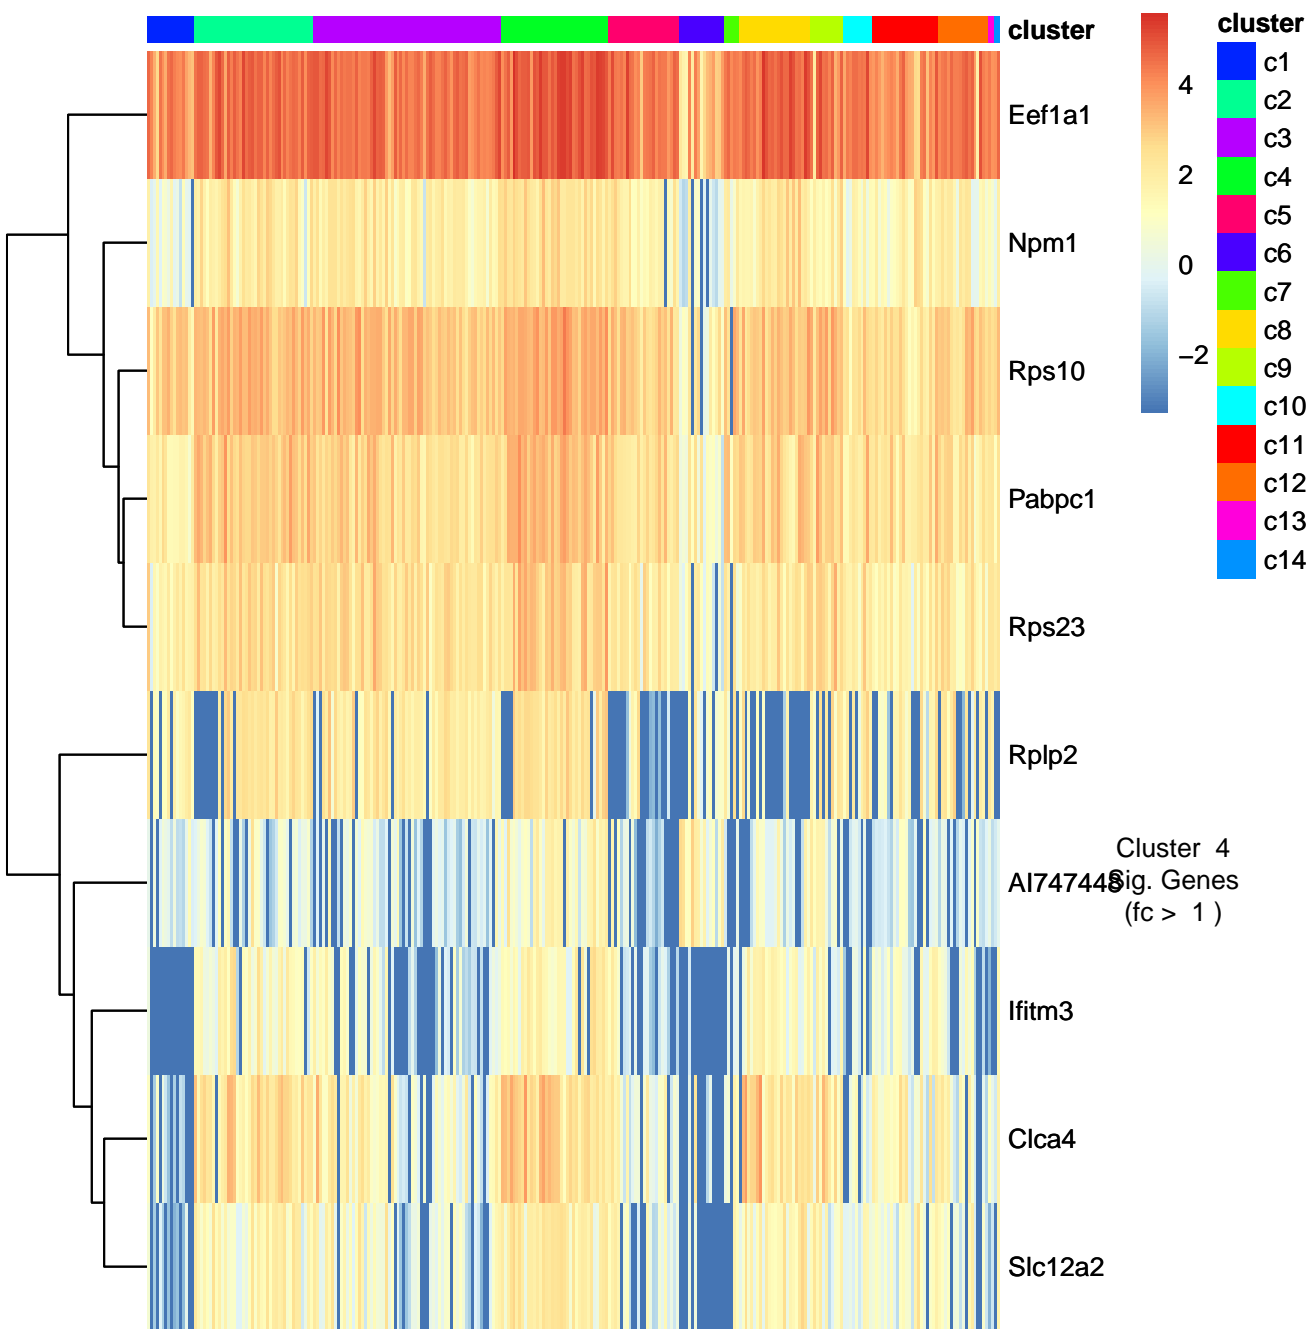 cluster
Eef1a1
Npm1
Rps10
Pabpc1
Rps23
Rplp2
AI747448
Ifitm3
Clca4
Slc12a2
4
2
0
−2
cluster
c1
c2
c3
c4
c5
c6
c7
c8
c9
c10
c11
c12
c13
c14
Cluster 4
Sig. Genes
(fc > 1 )